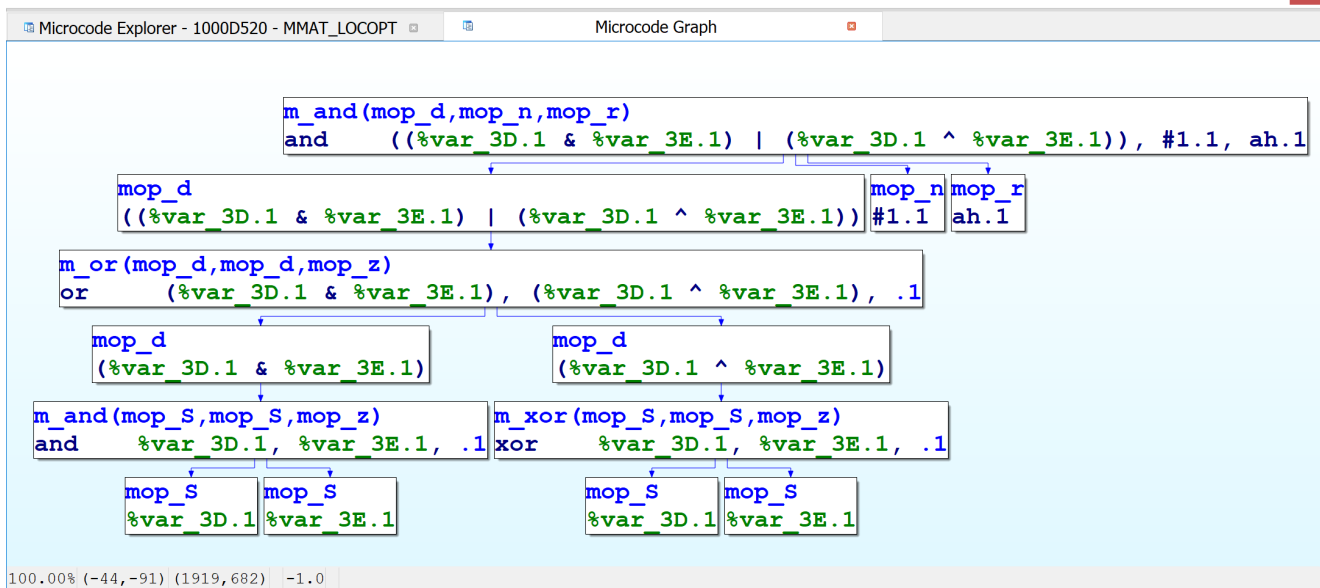 Microcode Explorer - 1000D520 - MMAT_LOCOPT
Microcode Graph
m_and(mop_d,mop_n,mop_r)
and ((%var_3D.1 & %var_3E.1) | (%var_3D.1 ^ %var_3E.1)), #1.1, ah.1
mop_d
((%var_3D.1 & %var_3E.1) | (%var_3D.1 ^ %var_3E.1))
mop_n
#1.1
mop_r
ah.1
m_or(mop_d,mop_d,mop_z)
or (%var_3D.1 & %var_3E.1), (%var_3D.1 ^ %var_3E.1), .1
mop_d
(%var_3D.1 & %var_3E.1)
mop_d
(%var_3D.1 ^ %var_3E.1)
m_and(mop_S,mop_S,mop_z)
and %var_3D.1, %var_3E.1, .1
m_xor(mop_S,mop_S,mop_z)
xor %var_3D.1, %var_3E.1, .1
mop_S
%var_3D.1
mop_S
%var_3E.1
mop_S
%var_3D.1
mop_S
%var_3E.1
100.00% (-44,-91) (1919,682) -1.0